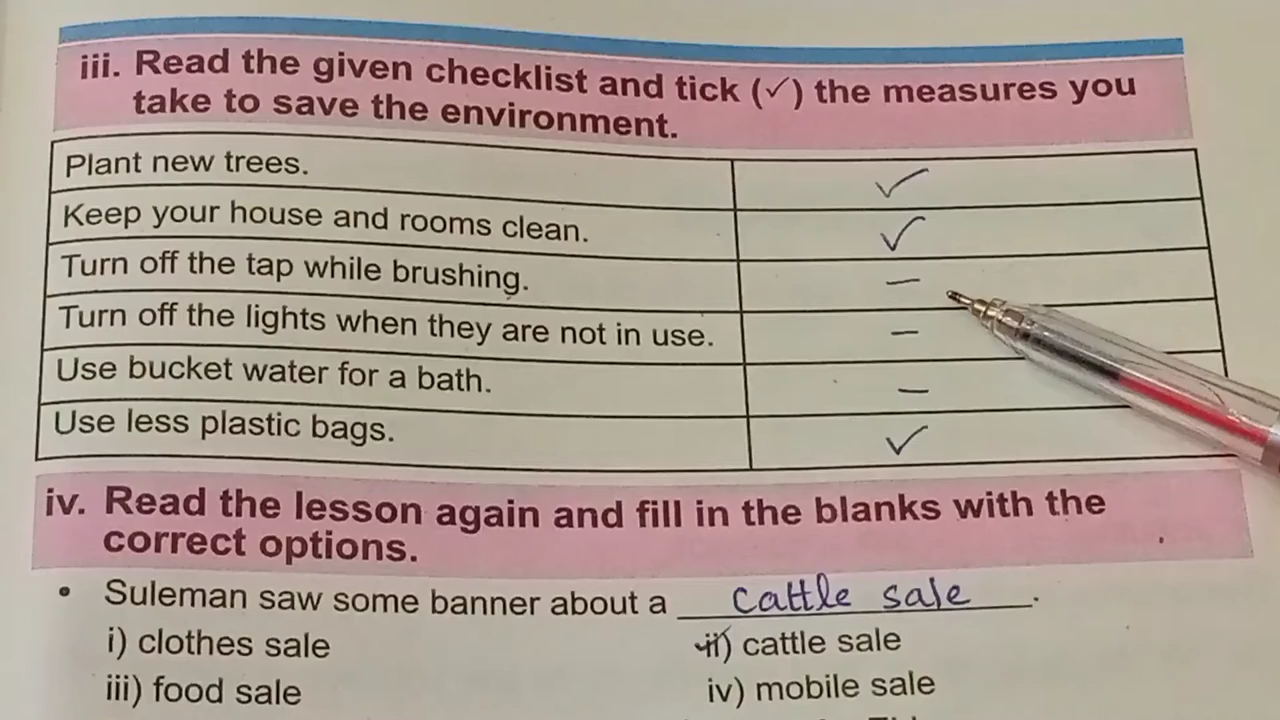 iii. Read the given checklist and tick (✓) the measures you
take to save the environment.
Plant new trees. ✓
Keep your house and rooms clean. ✓
Turn off the tap while brushing. –
Turn off the lights when they are not in use. –
Use bucket water for a bath. –
Use less plastic bags. ✓
iv. Read the lesson again and fill in the blanks with the
correct options.
• Suleman saw some banner about a cattle sale.
i) clothes sale ii) cattle sale
iii) food sale iv) mobile sale